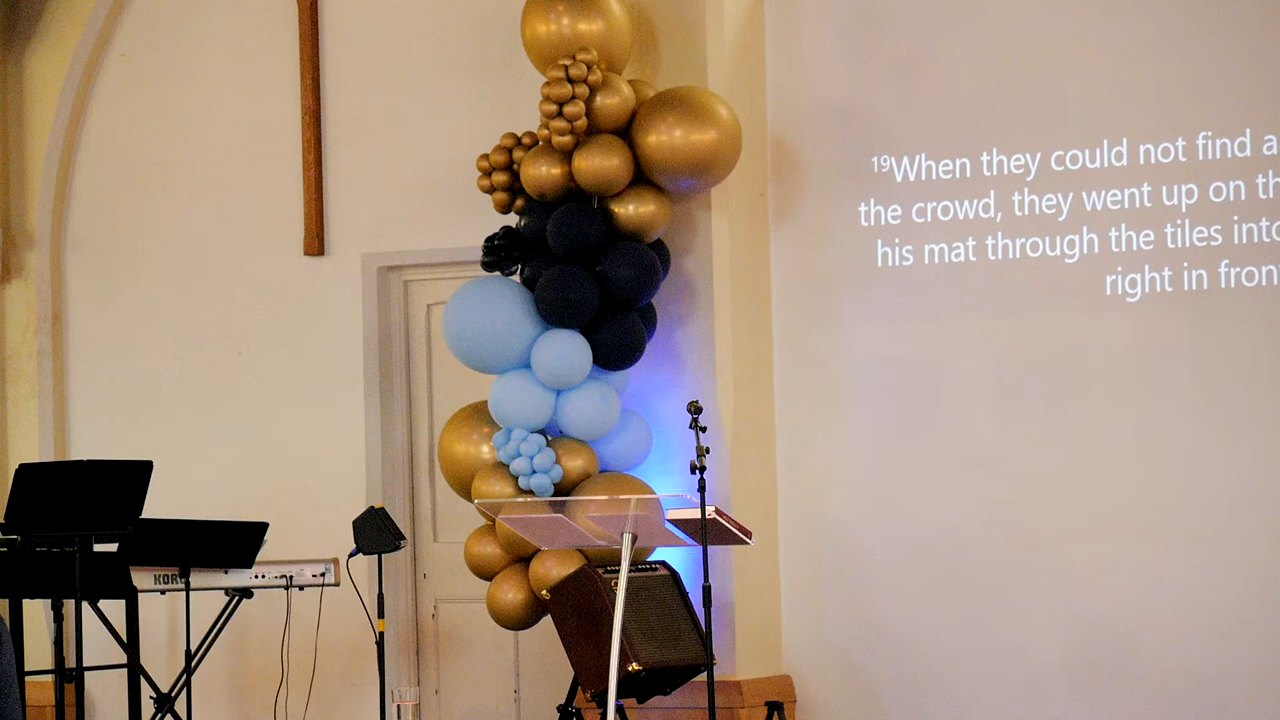 ¹⁹When they could not find a
the crowd, they went up on th
his mat through the tiles into
right in front
KORG